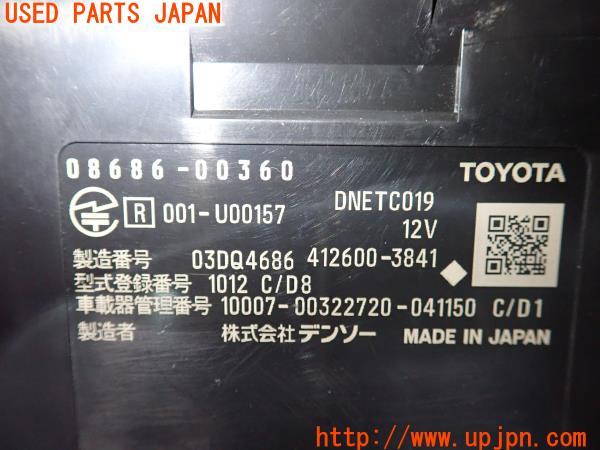 USED PARTS JAPAN
08686-00360 TOYOTA
R 001-U00157 DNETC019
12V
製造番号 03DQ4686 412600-3841
型式登録番号 1012 C/D8
車載器管理番号 10007-00322720-041150 C/D1
製造者 株式会社デンソー MADE IN JAPAN
http://www.upjpn.com